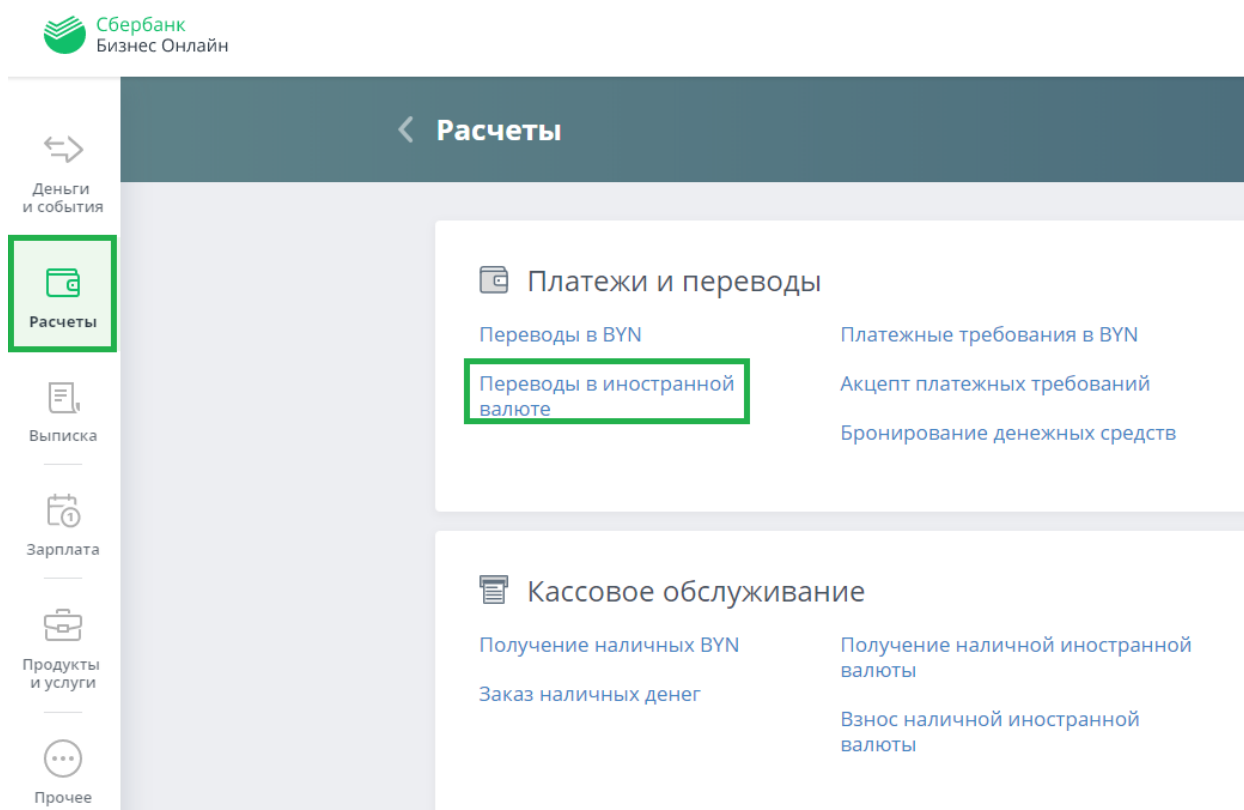 Сбербанк
Бизнес Онлайн
Деньги
и события
Расчеты
Выписка
Зарплата
Продукты
и услуги
Прочее
Расчеты
Платежи и переводы
Переводы в BYN
Переводы в иностранной
валюте
Платежные требования в BYN
Акцепт платежных требований
Бронирование денежных средств
Кассовое обслуживание
Получение наличных BYN
Заказ наличных денег
Получение наличной иностранной
валюты
Взнос наличной иностранной
валюты